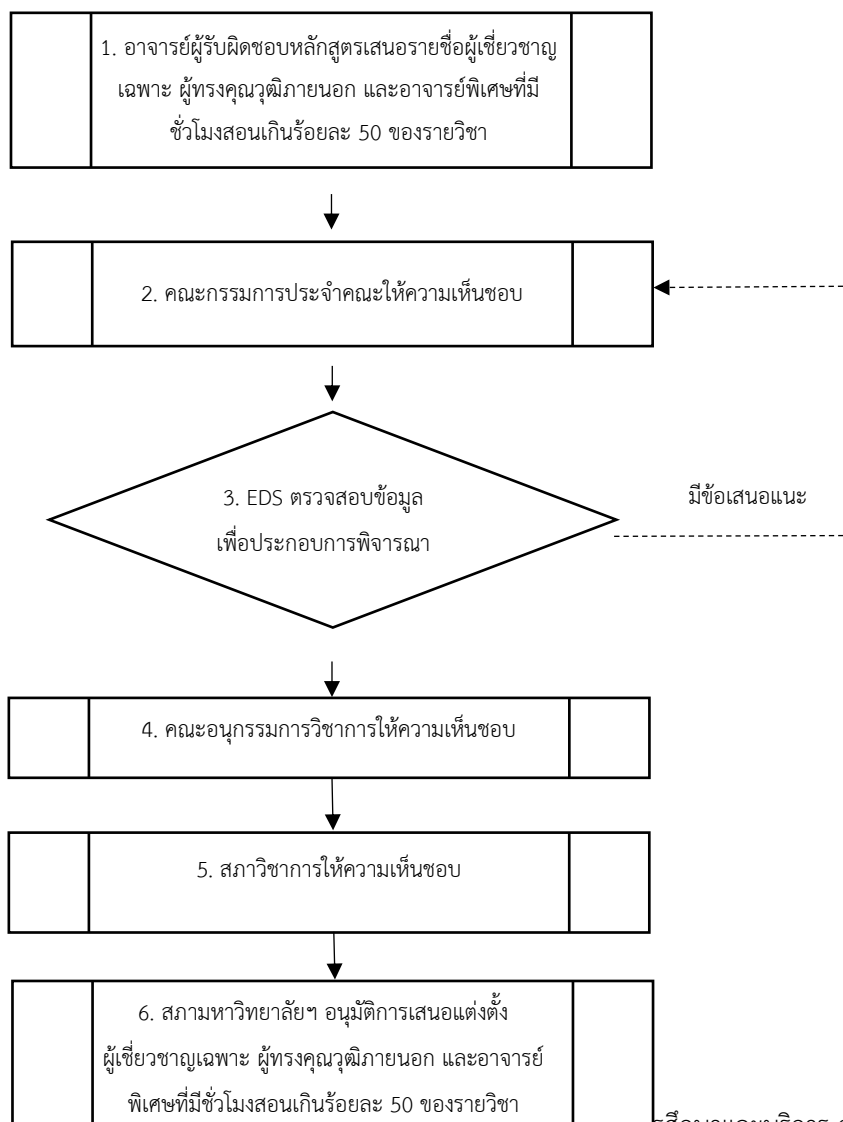 1. อาจารย์ผู้รับผิดชอบหลักสูตรเสนอรายชื่อผู้เชี่ยวชาญ
เฉพาะ ผู้ทรงคุณวุฒิภายนอก และอาจารย์พิเศษที่มี
ชั่วโมงสอนเกินร้อยละ 50 ของรายวิชา
2. คณะกรรมการประจำคณะให้ความเห็นชอบ
3. EDS ตรวจสอบข้อมูล
เพื่อประกอบการพิจารณา
มีข้อเสนอแนะ
4. คณะอนุกรรมการวิชาการให้ความเห็นชอบ
5. สภาวิชาการให้ความเห็นชอบ
6. สภามหาวิทยาลัยฯ อนุมัติการเสนอแต่งตั้ง
ผู้เชี่ยวชาญเฉพาะ ผู้ทรงคุณวุฒิภายนอก และอาจารย์
พิเศษที่มีชั่วโมงสอนเกินร้อยละ 50 ของรายวิชา